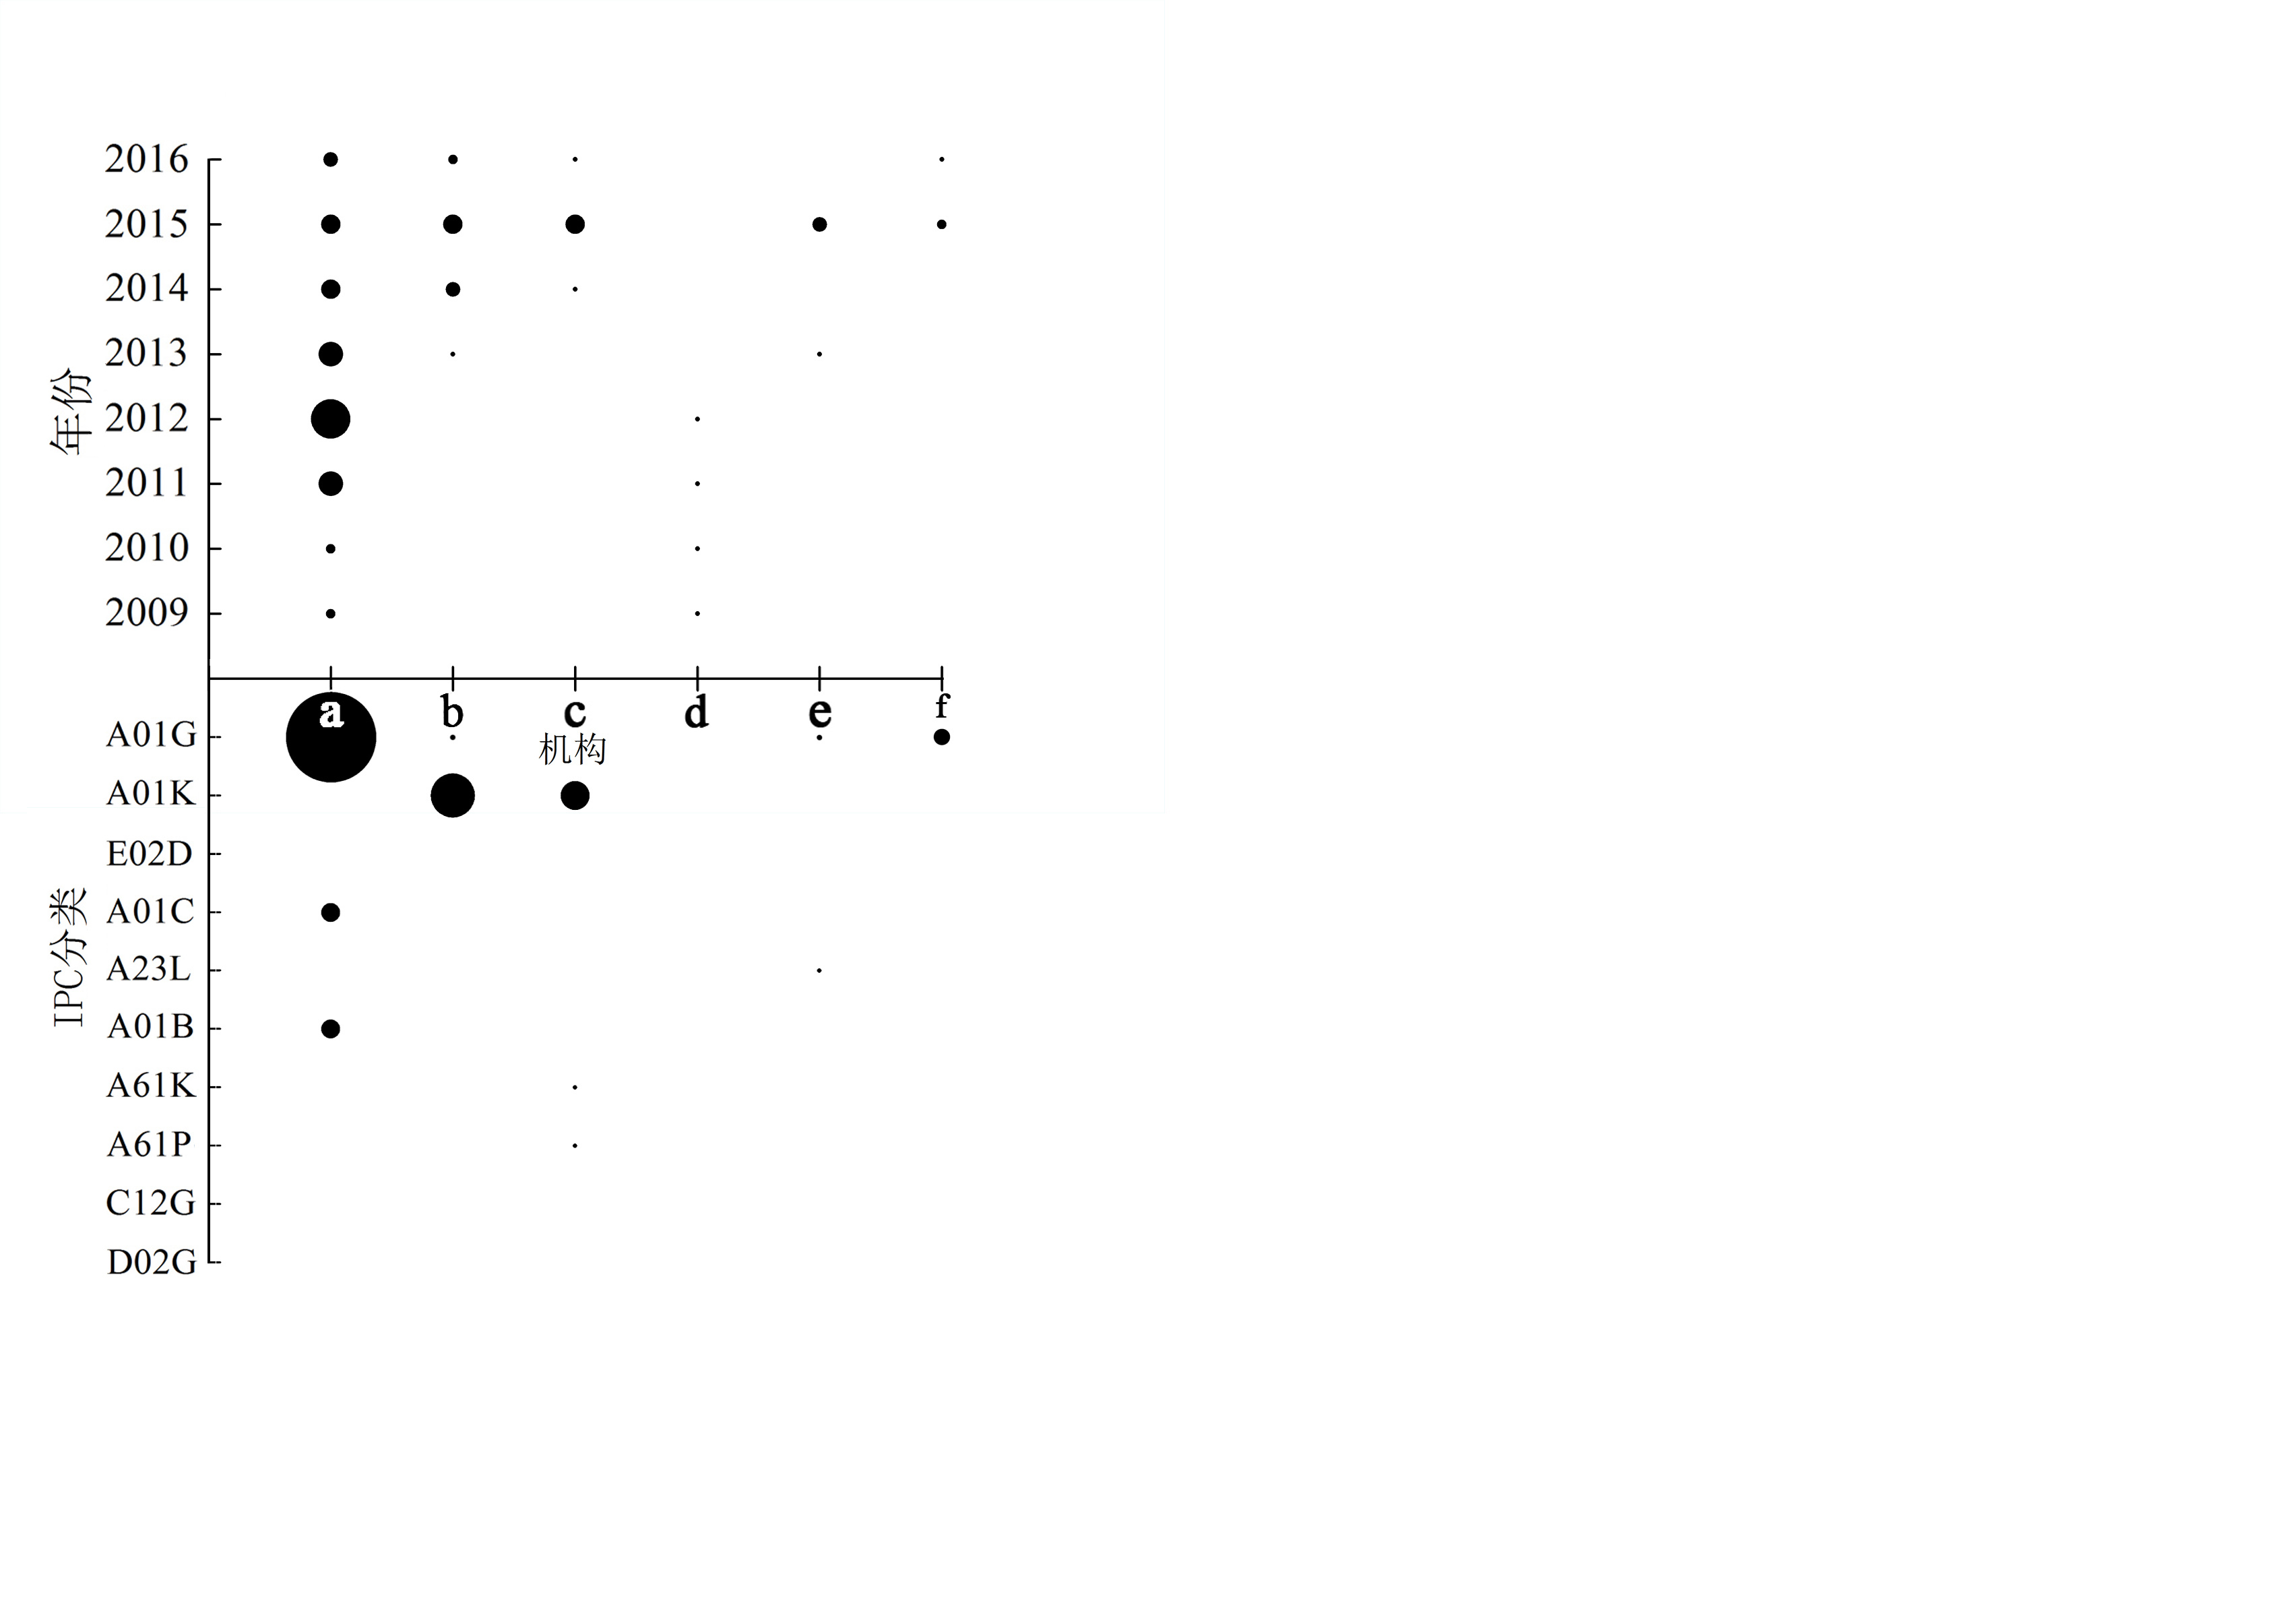 2016
2015
2014
2013
2012
2011
2010
2009
年份
a b c d e f
机构
A01G
A01K
E02D
A01C
A23L
A01B
A61K
A61P
C12G
D02G
IPC分类